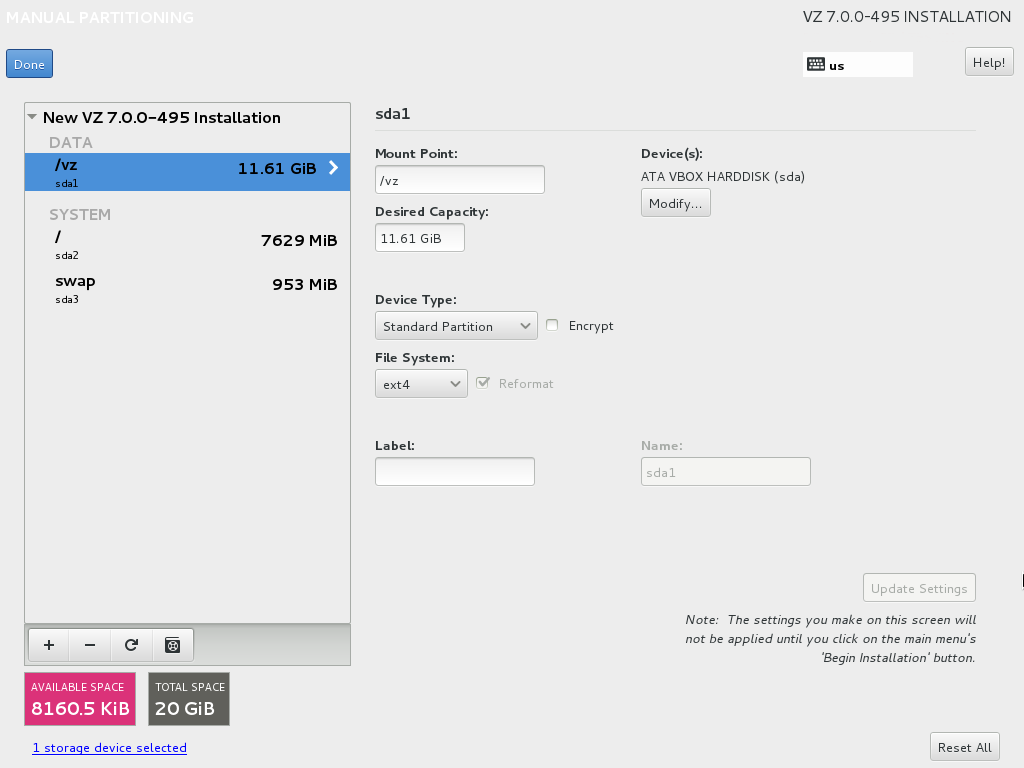 MANUAL PARTITIONING
VZ 7.0.0-495 INSTALLATION
Done
us
Help!
New VZ 7.0.0-495 Installation
DATA
/vz
11.61 GiB
sda1
SYSTEM
/
7629 MiB
sda2
swap
953 MiB
sda3
sda1
Mount Point:
/vz
Device(s):
ATA VBOX HARDDISK (sda)
Modify...
Desired Capacity:
11.61 GiB
Device Type:
Standard Partition
Encrypt
File System:
ext4
Reformat
Label:
Name:
sda1
Update Settings
Note: The settings you make on this screen will
not be applied until you click on the main menu's
'Begin Installation' button.
AVAILABLE SPACE
8160.5 KiB
TOTAL SPACE
20 GiB
1 storage device selected
Reset All